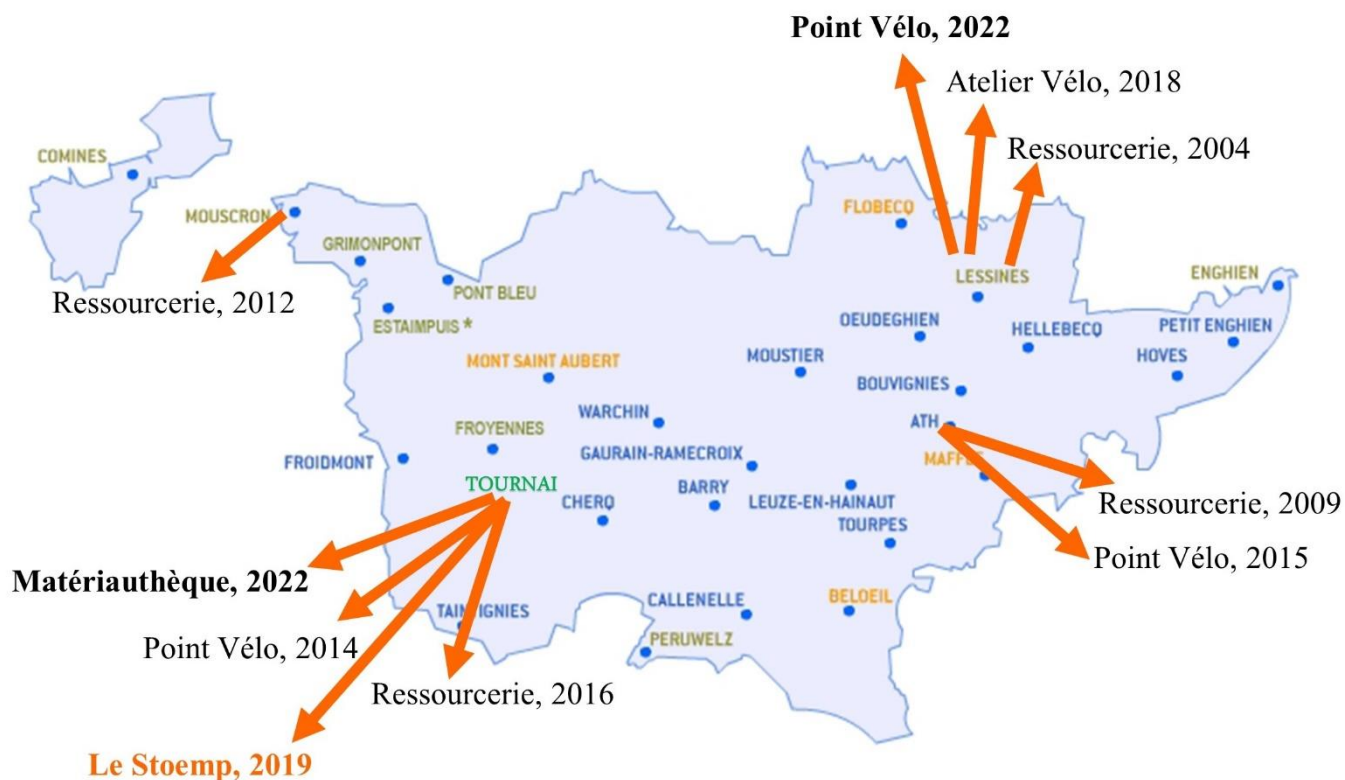 Point Vélo, 2022
Atelier Vélo, 2018
Ressourcerie, 2004
COMINES
MOUSCRON
FLOBECQ
GRIMONPONT
LESSINES
ENGHIEN
Ressourcerie, 2012
PONT BLEU
ESTAIMPUIS *
OEUDEGHIEN
HELLEBECQ
PETIT ENGHIEN
MONT SAINT AUBERT
MOUSTIER
HOVES
BOUVIGNIES
WARCHIN
ATH
FROYENNES
FROIDMONT
GAURAIN-RAMECROIX
MAFFLE
TOURNAI
CHERQ
BARRY
LEUZE-EN-HAINAUT
Ressourcerie, 2009
TOURPES
Point Vélo, 2015
Matériauthèque, 2022
TAINTIGNIES
CALLENELLE
BELOEIL
Point Vélo, 2014
PERUWELZ
Ressourcerie, 2016
Le Stoemp, 2019